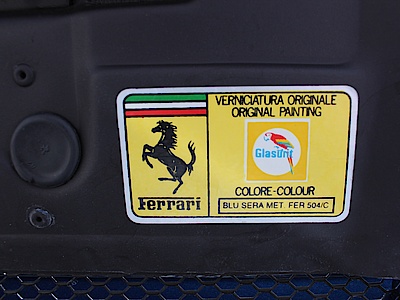 VERNICIATURA ORIGINALE
ORIGINAL PAINTING
Glasurit
COLORE-COLOUR
Ferrari
BLU SERA MET. FER 504/C